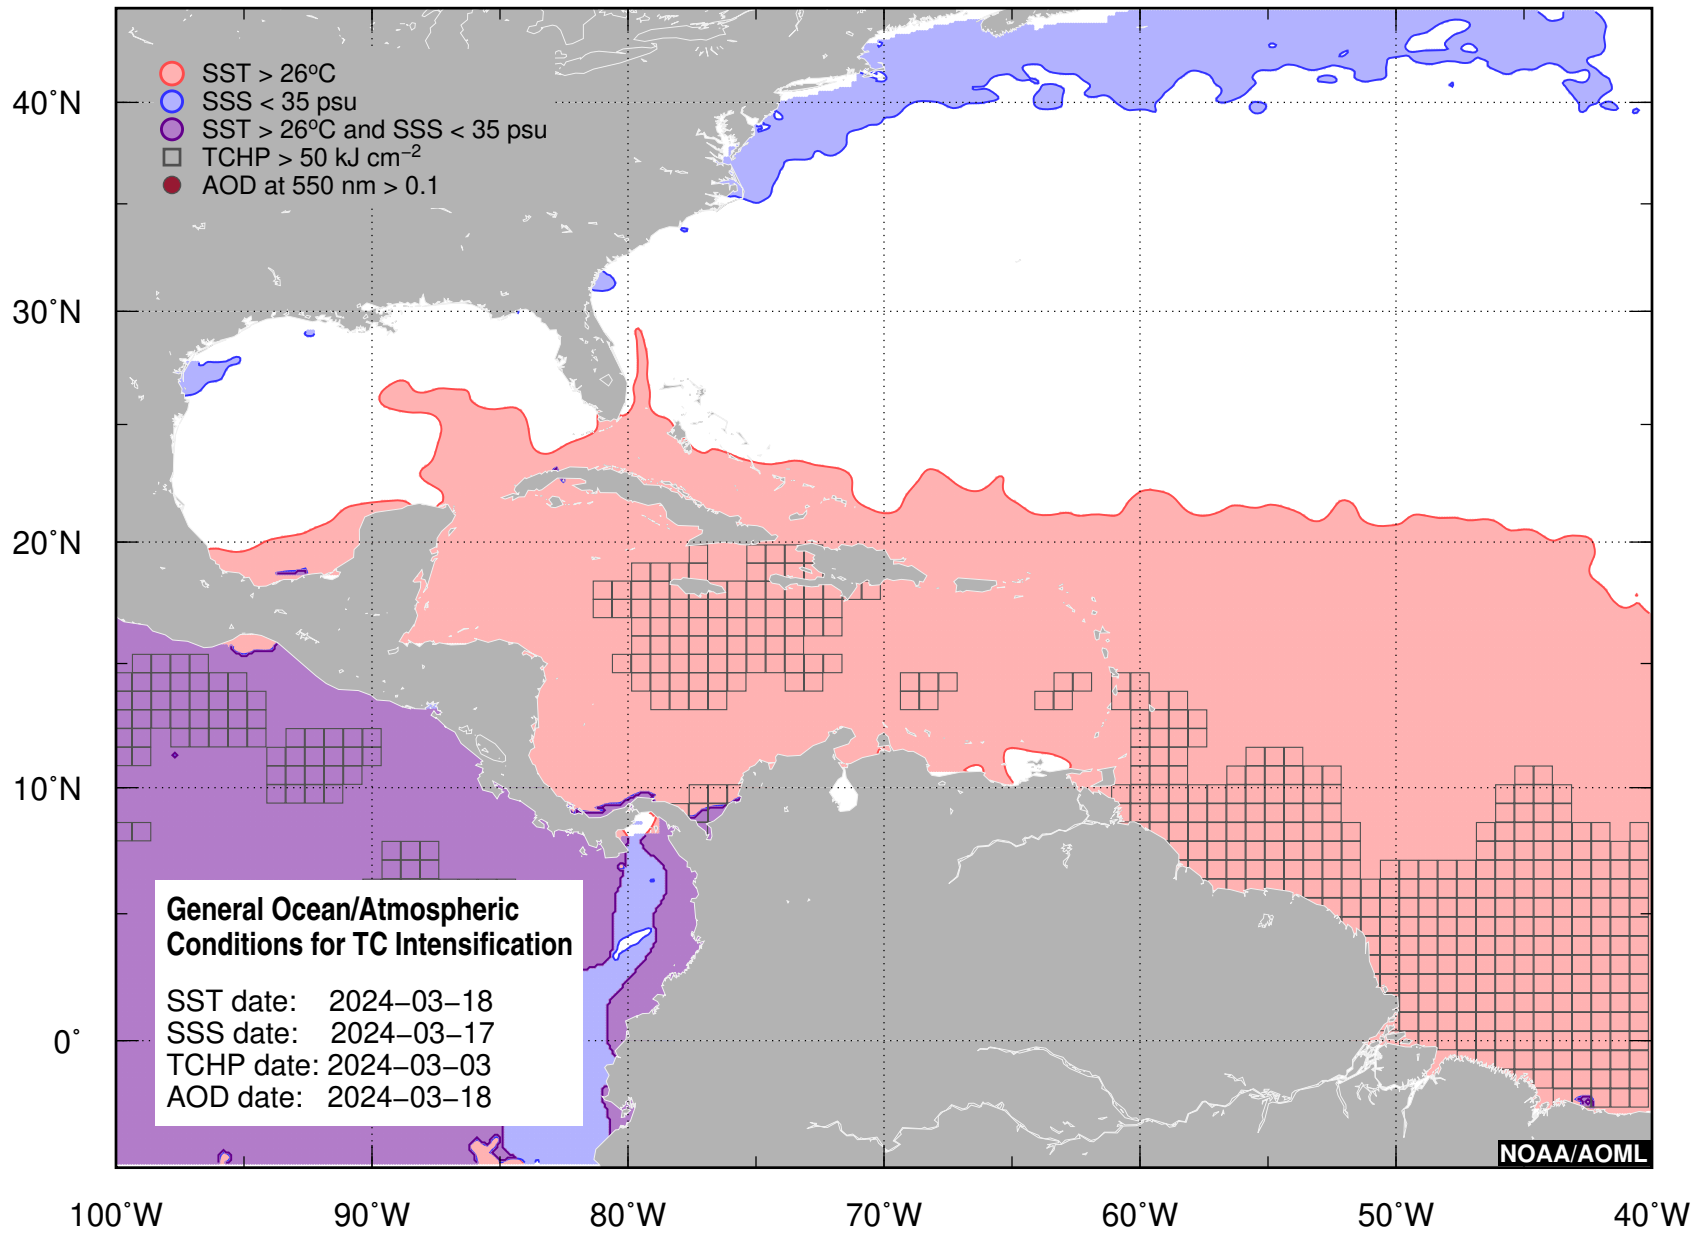 SST > 26ºC
SSS < 35 psu
SST > 26ºC and SSS < 35 psu
TCHP > 50 kJ cm⁻²
AOD at 550 nm > 0.1
40˚N
30˚N
20˚N
10˚N
0˚
General Ocean/Atmospheric
Conditions for TC Intensification
SST date: 2024−03−18
SSS date: 2024−03−17
TCHP date: 2024−03−03
AOD date: 2024−03−18
NOAA/AOML
100˚W 90˚W 80˚W 70˚W 60˚W 50˚W 40˚W